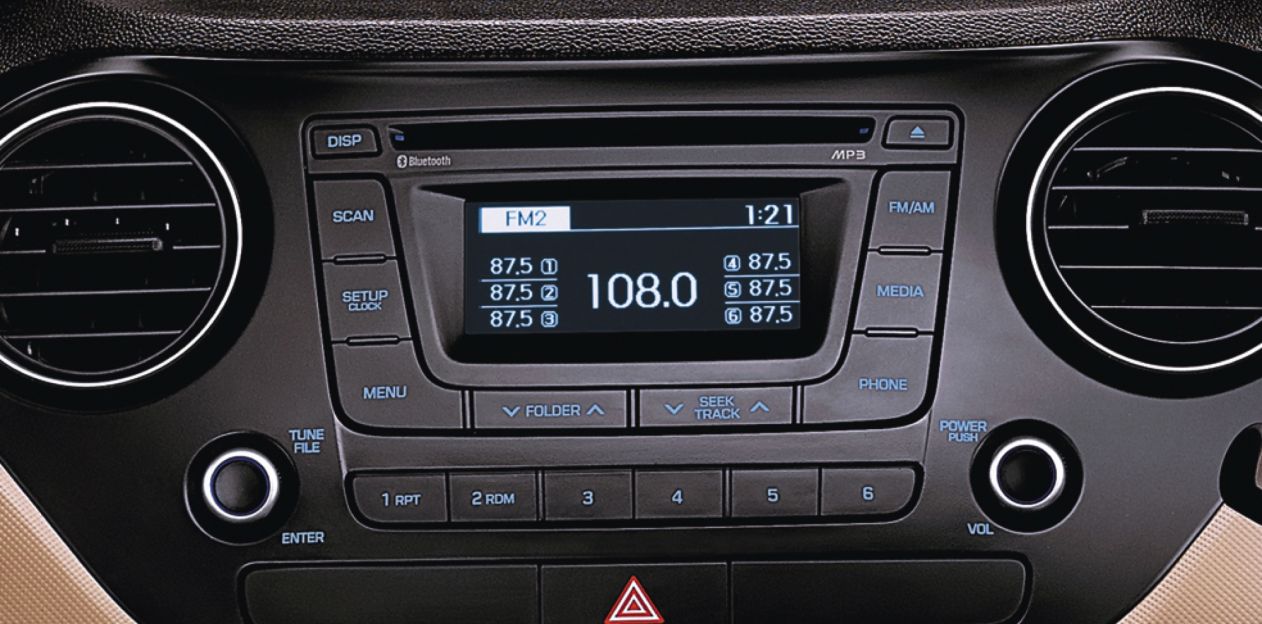 DISP
Bluetooth
MP3
SCAN
FM/AM
FM2
1:21
87.5 1
87.5 2
87.5 3
108.0
4 87.5
5 87.5
6 87.5
SETUP
CLOCK
MEDIA
MENU
FOLDER
SEEK
TRACK
PHONE
TUNE
FILE
POWER
PUSH
1 RPT
2 RDM
3
4
5
6
ENTER
VOL